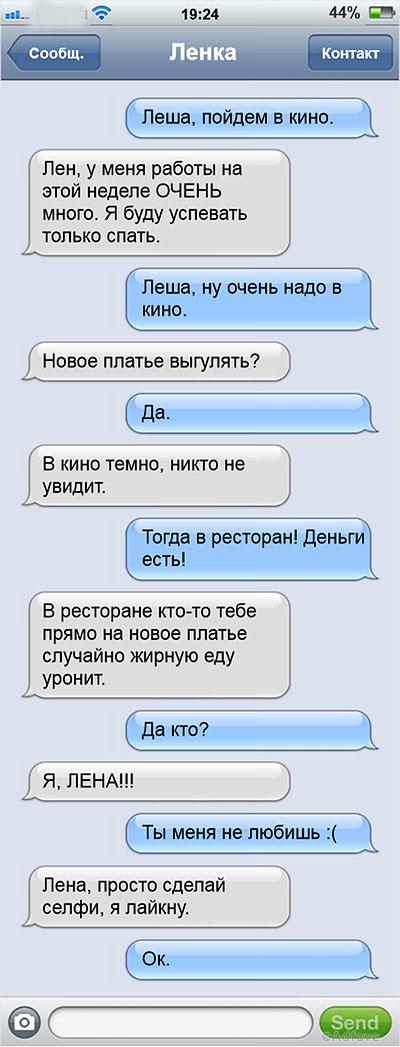 19:24
44%
Сообщ.
Ленка
Контакт
Леша, пойдем в кино.
Лен, у меня работы на
этой неделе ОЧЕНЬ
много. Я буду успевать
только спать.
Леша, ну очень надо в
кино.
Новое платье выгулять?
Да.
В кино темно, никто не
увидит.
Тогда в ресторан! Деньги
есть!
В ресторане кто-то тебе
прямо на новое платье
случайно жирную еду
уронит.
Да кто?
Я, ЛЕНА!!!
Ты меня не любишь :(
Лена, просто сделай
селфи, я лайкну.
Ок.
Send
©Adfave